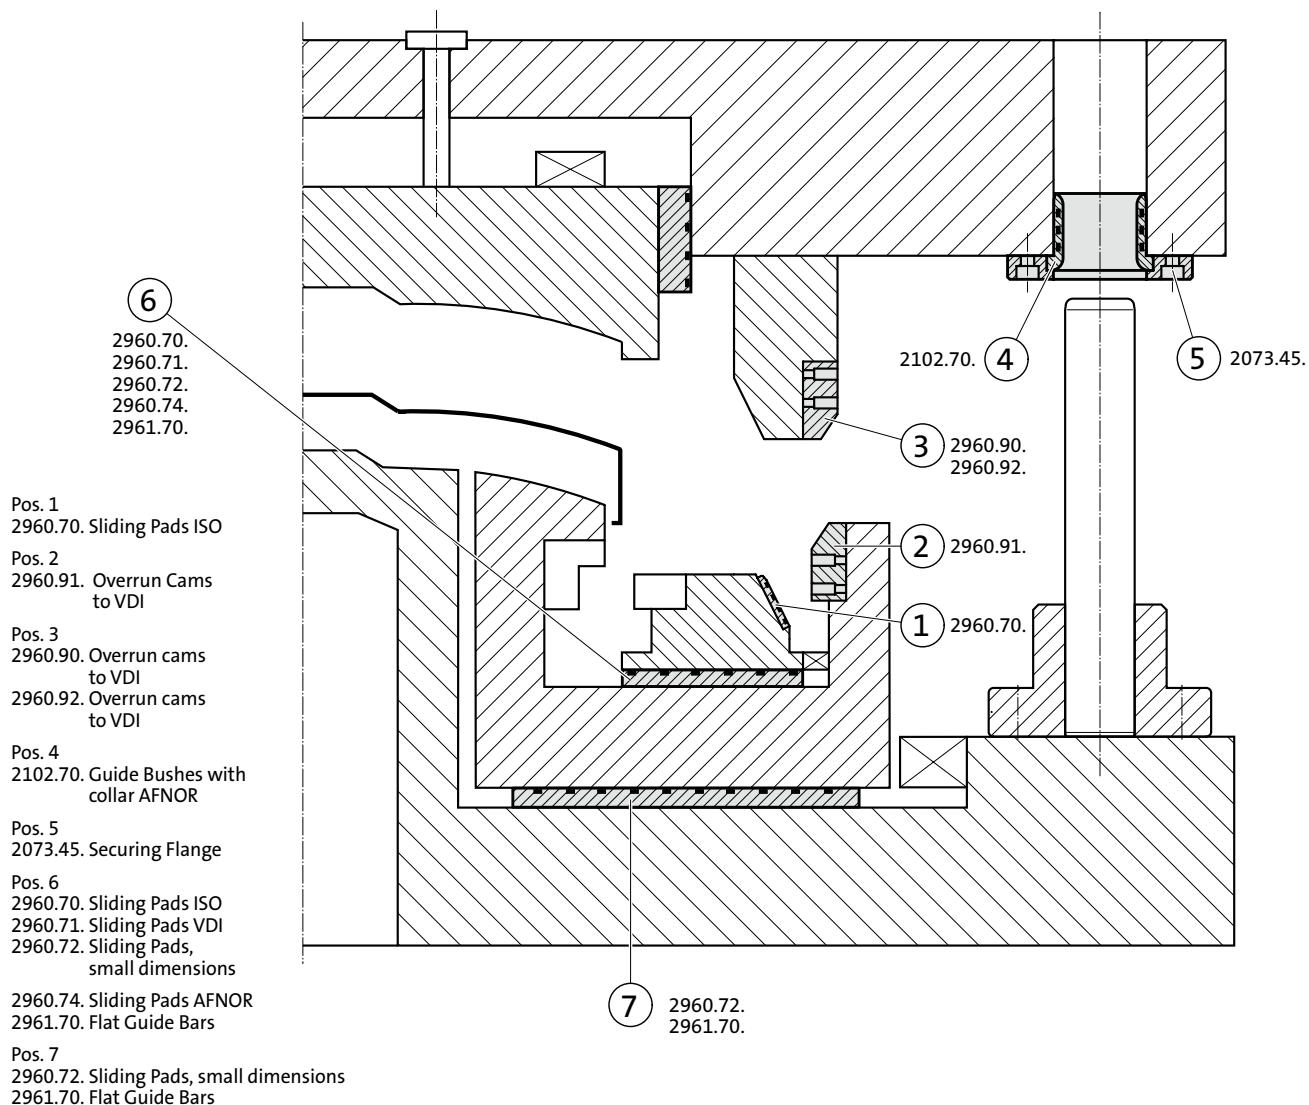 6
2960.70.
2960.71.
2960.72.
2960.74.
2961.70.
2102.70. 4
5 2073.45.
3 2960.90.
2960.92.
2 2960.91.
1 2960.70.
7 2960.72.
2961.70.
Pos. 1
2960.70. Sliding Pads ISO
Pos. 2
2960.91. Overrun Cams
to VDI
Pos. 3
2960.90. Overrun cams
to VDI
2960.92. Overrun cams
to VDI
Pos. 4
2102.70. Guide Bushes with
collar AFNOR
Pos. 5
2073.45. Securing Flange
Pos. 6
2960.70. Sliding Pads ISO
2960.71. Sliding Pads VDI
2960.72. Sliding Pads,
small dimensions
2960.74. Sliding Pads AFNOR
2961.70. Flat Guide Bars
Pos. 7
2960.72. Sliding Pads, small dimensions
2961.70. Flat Guide Bars